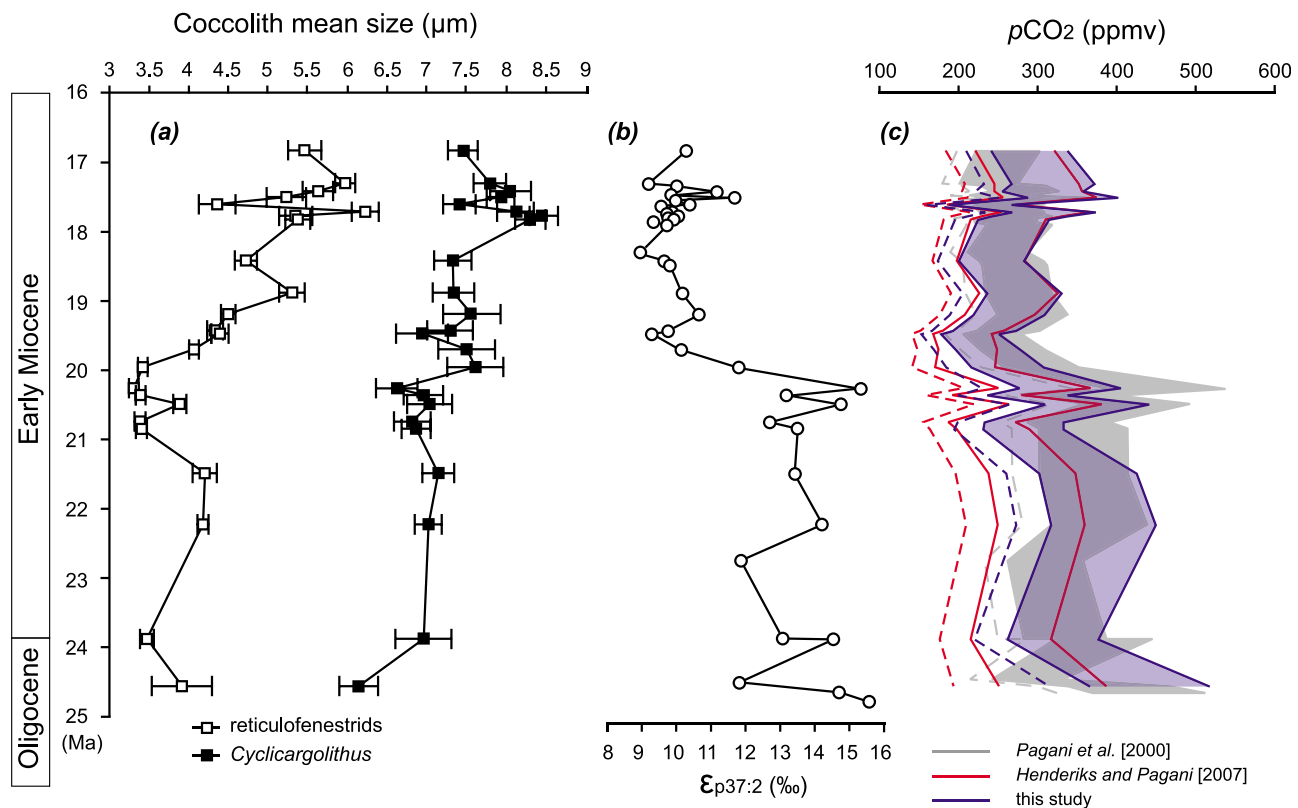 Coccolith mean size (µm)
3 3.5 4 4.5 5 5.5 6 6.5 7 7.5 8 8.5 9
pCO2 (ppmv)
100 200 300 400 500 600
Early Miocene
Oligocene
16
17
18
19
20
21
22
23
24
25
(Ma)
(a)
(b)
(c)
reticulofenestrids
Cyclicargolithus
8 9 10 11 12 13 14 15 16
εp37:2 (‰)
Pagani et al. [2000]
Henderiks and Pagani [2007]
this study